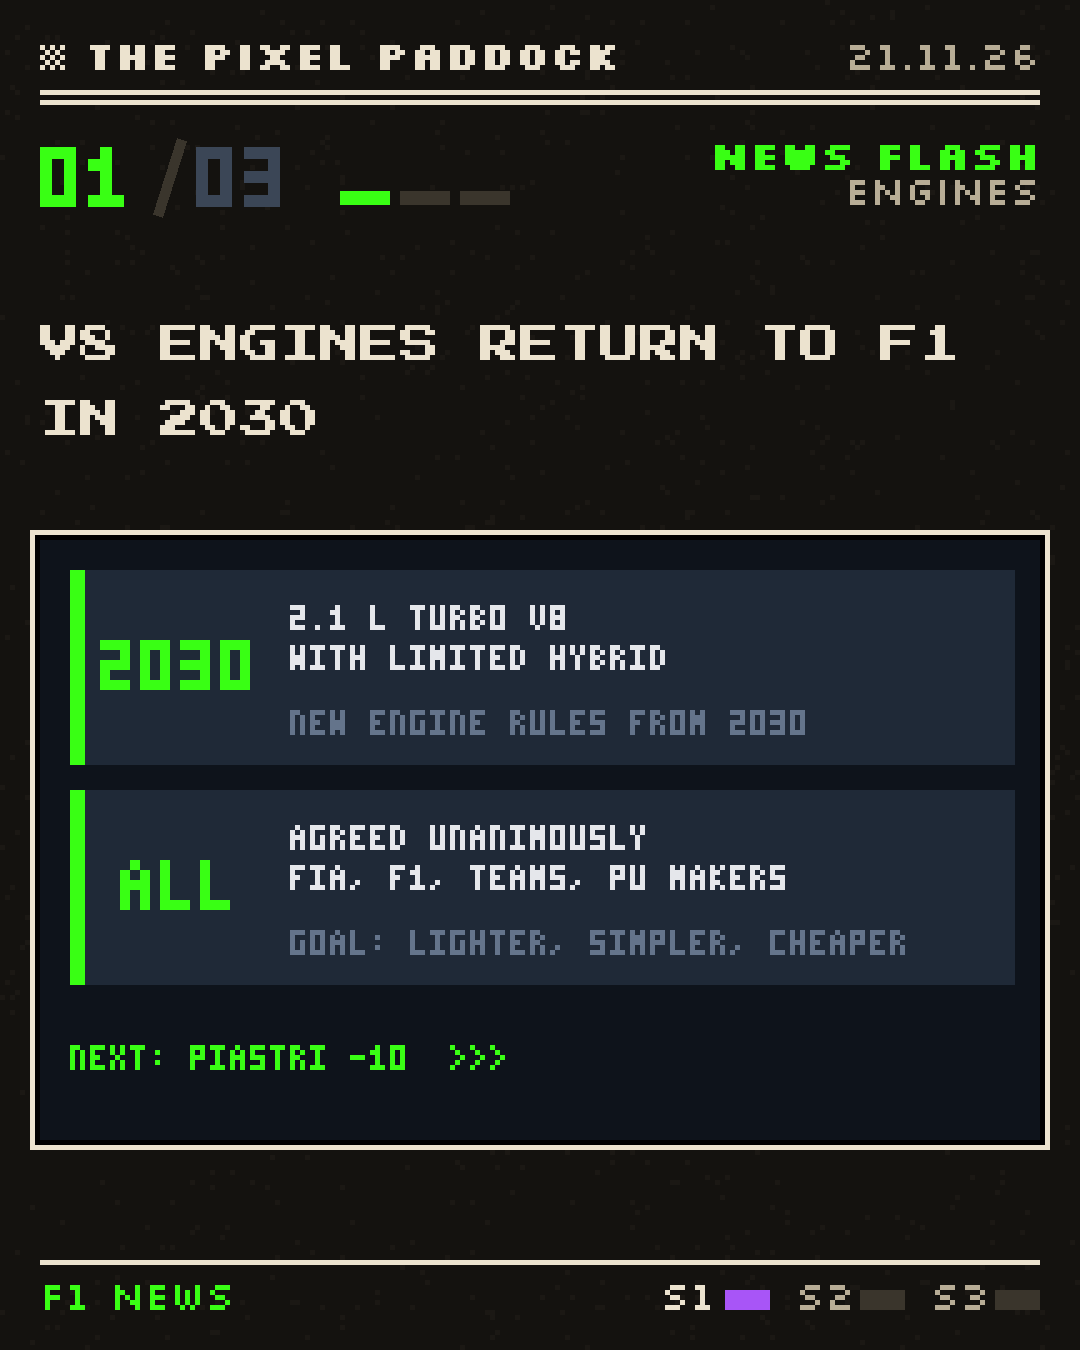 THE PIXEL PADDOCK
21.11.26
01 /03
NEWS FLASH
ENGINES
V8 ENGINES RETURN TO F1
IN 2030
2030
2.1 L TURBO V8
WITH LIMITED HYBRID
NEW ENGINE RULES FROM 2030
ALL
AGREED UNANIMOUSLY
FIA, F1, TEAMS, PU MAKERS
GOAL: LIGHTER, SIMPLER, CHEAPER
NEXT: PIASTRI -10 >>>
F1 NEWS
S1 S2 S3